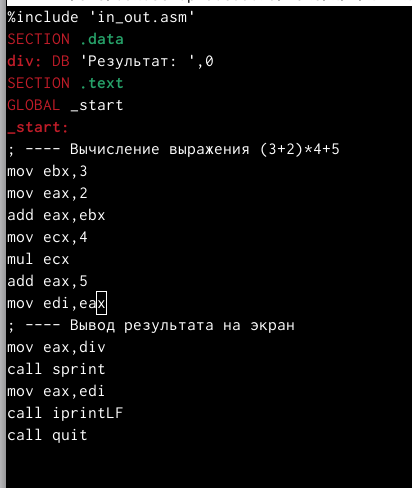 %include 'in_out.asm'
SECTION .data
div: DB 'Результат: ',0
SECTION .text
GLOBAL _start
_start:
; ---- Вычисление выражения (3+2)*4+5
mov ebx,3
mov eax,2
add eax,ebx
mov ecx,4
mul ecx
add eax,5
mov edi,eax
; ---- Вывод результата на экран
mov eax,div
call sprint
mov eax,edi
call iprintLF
call quit